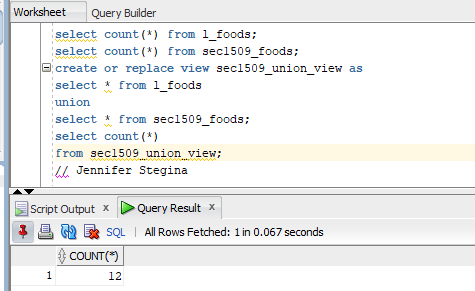 Worksheet Query Builder
select count(*) from l_foods;
select count(*) from sec1509_foods;
create or replace view sec1509_union_view as
select * from l_foods
union
select * from sec1509_foods;
select count(*)
from sec1509_union_view;
// Jennifer Stegina
Script Output x Query Result x
SQL | All Rows Fetched: 1 in 0.067 seconds
COUNT(*)
1 12